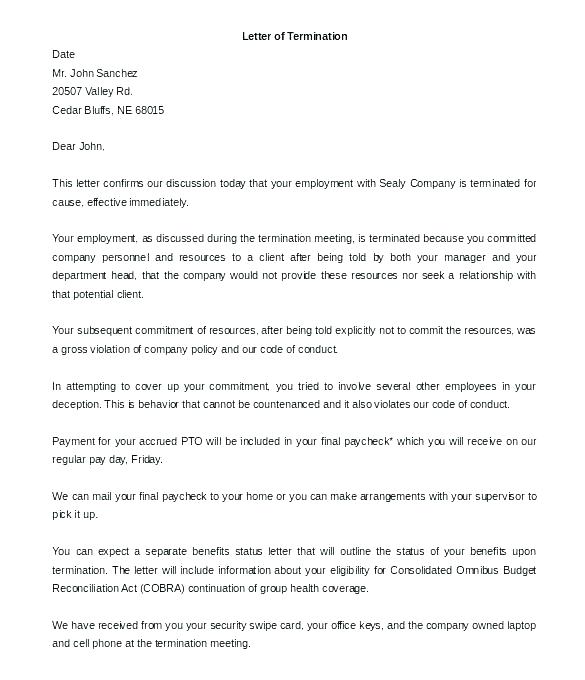 Letter of Termination
Date
Mr. John Sanchez
20507 Valley Rd.
Cedar Bluffs, NE 68015
Dear John,
This letter confirms our discussion today that your employment with Sealy Company is terminated for
cause, effective immediately.
Your employment, as discussed during the termination meeting, is terminated because you committed
company personnel and resources to a client after being told by both your manager and your
department head, that the company would not provide these resources nor seek a relationship with
that potential client.
Your subsequent commitment of resources, after being told explicitly not to commit the resources, was
a gross violation of company policy and our code of conduct.
In attempting to cover up your commitment, you tried to involve several other employees in your
deception. This is behavior that cannot be countenanced and it also violates our code of conduct.
Payment for your accrued PTO will be included in your final paycheck* which you will receive on our
regular pay day, Friday.
We can mail your final paycheck to your home or you can make arrangements with your supervisor to
pick it up.
You can expect a separate benefits status letter that will outline the status of your benefits upon
termination. The letter will include information about your eligibility for Consolidated Omnibus Budget
Reconciliation Act (COBRA) continuation of group health coverage.
We have received from you your security swipe card, your office keys, and the company owned laptop
and cell phone at the termination meeting.